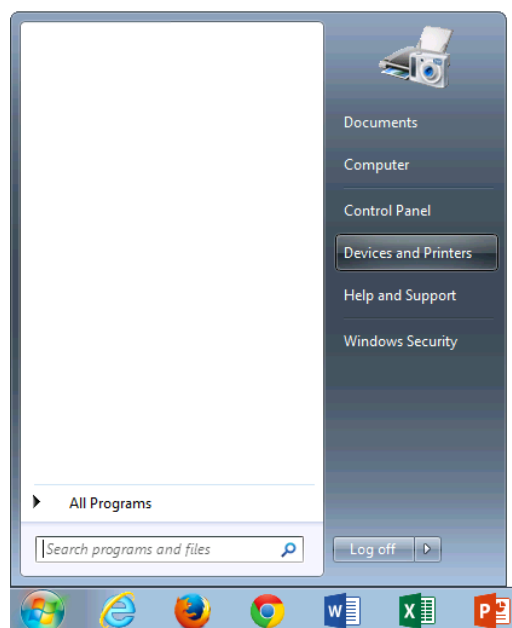 Documents
Computer
Control Panel
Devices and Printers
Help and Support
Windows Security
All Programs
Search programs and files
Log off
W
X
P